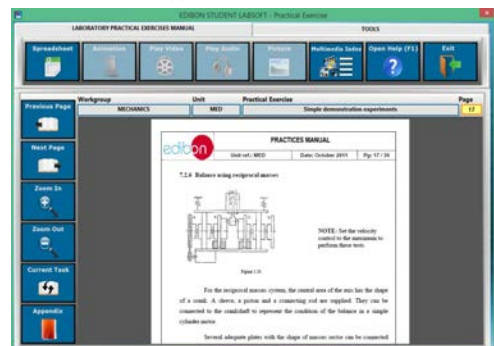 EDIBON STUDENT LABSOFT - Practical Exercise
LABORATORY PRACTICAL EXERCISES MANUAL
TOOLS
Spreadsheet
Animation
Play Video
Play Audio
Picture
Multimedia Index
Open Help (F1)
Exit
Previous Page
Workgroup
Unit
Practical Exercise
Page
MECHANICS
MED
Simple demonstration experiments.
17
Next Page
Zoom In
Zoom Out
Current Task
Appendix
edibon
PRACTICES MANUAL
Unit ref.: MED
Date: October 2011
Pg: 17 / 36
7.2.6 Balance using reciprocal masses
NOTE: Set the velocity
control to the maximum to
perform these tests.
For the reciprocal masses system, the central area of the axis has the shape
of a crank. A sleeve, a piston and a connecting rod are supplied. They can be
connected to the crankshaft to represent the condition of the balance in a simple
cylinder motor.
Several adequate plates with the shape of masses sector can be connected